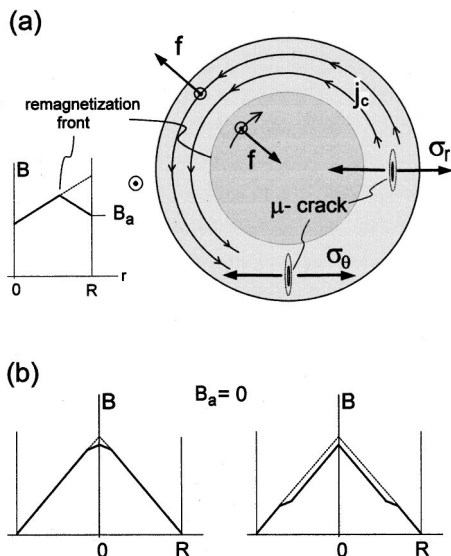 (a)
f
remagnetization
front
j_c
f
σ_r
B
B_a
μ- crack
0
R
r
σ_θ
(b)
B_a = 0
B
B
0
R
0
R